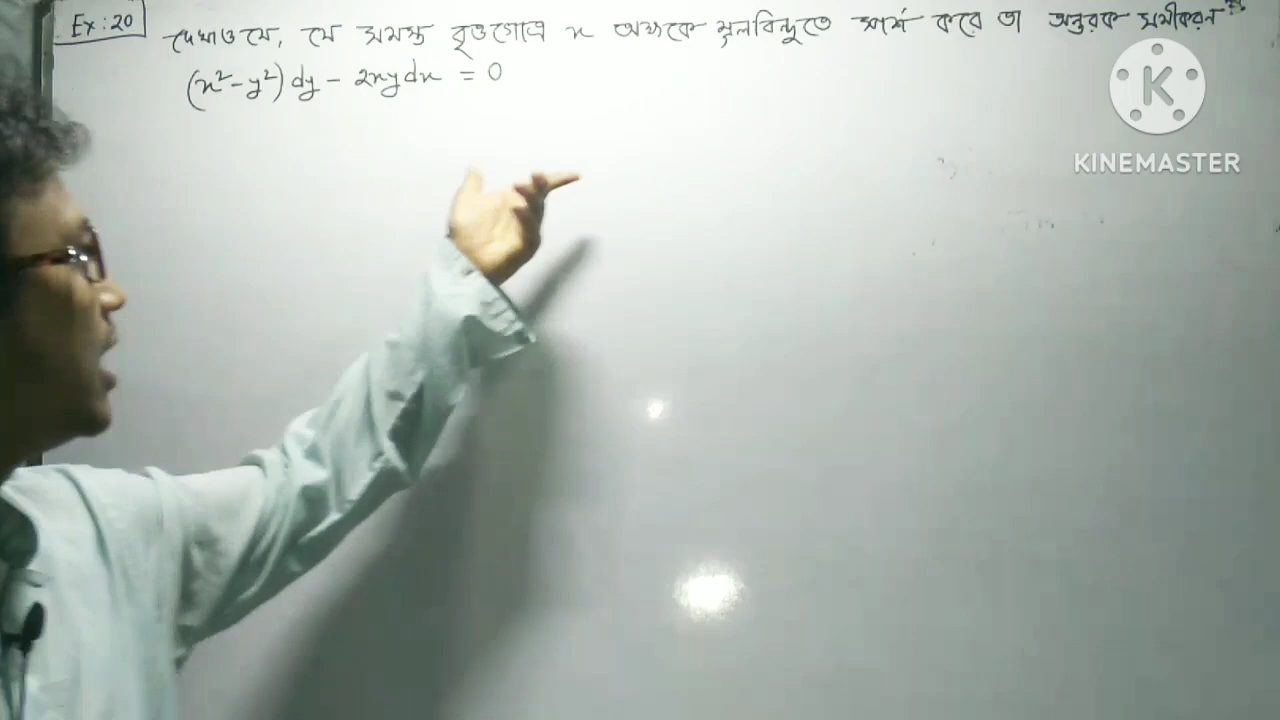 Ex: 20
দেখাও যে, যে সমস্ত বৃত্তগোত্র x অক্ষকে মূলবিন্দুতে স্পর্শ করে তা অন্তরক সমীকরণ
(x² - y²) dy - 2xy dx = 0
K
KINEMASTER